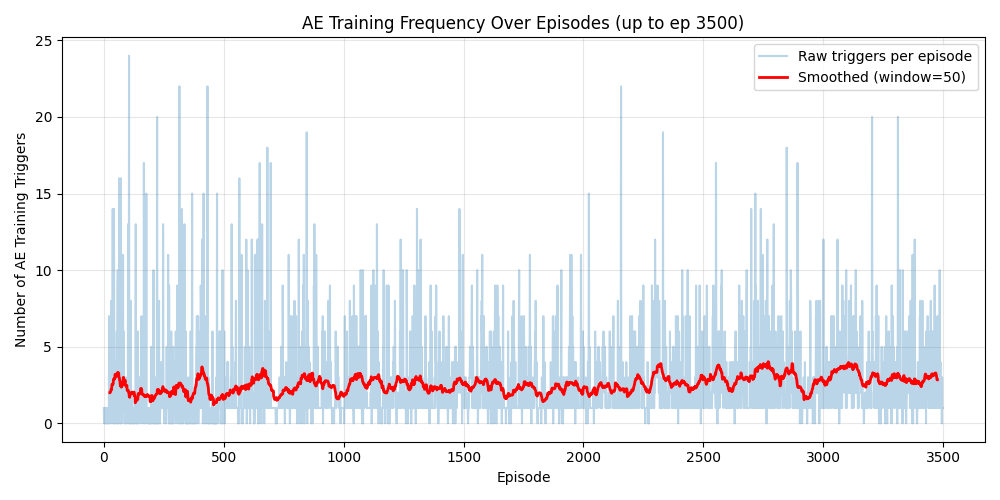 AE Training Frequency Over Episodes (up to ep 3500)
Raw triggers per episode
Smoothed (window=50)
Number of AE Training Triggers
25
20
15
10
5
0
0 500 1000 1500 2000 2500 3000 3500
Episode